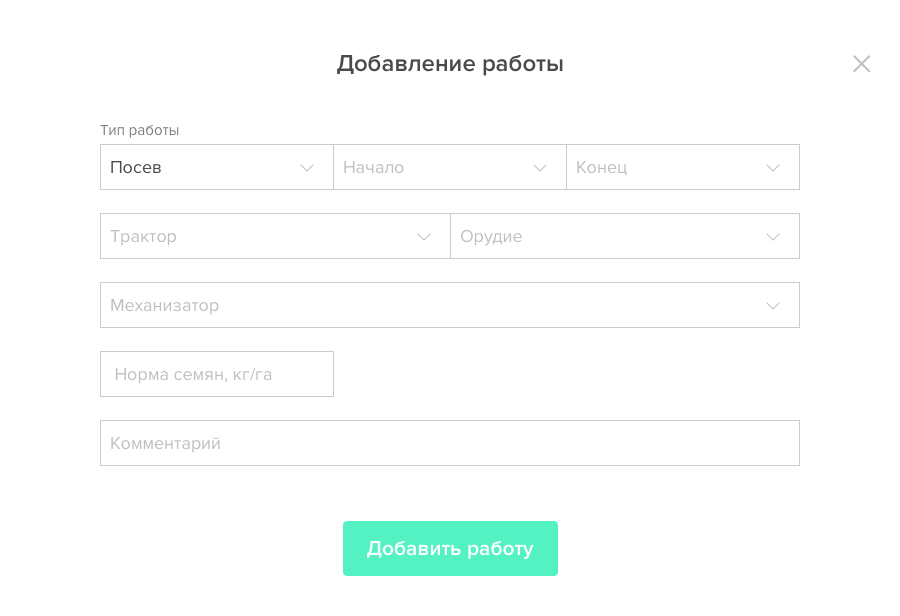 Добавление работы
Тип работы
Посев
Начало
Конец
Трактор
Орудие
Механизатор
Норма семян, кг/га
Комментарий
Добавить работу